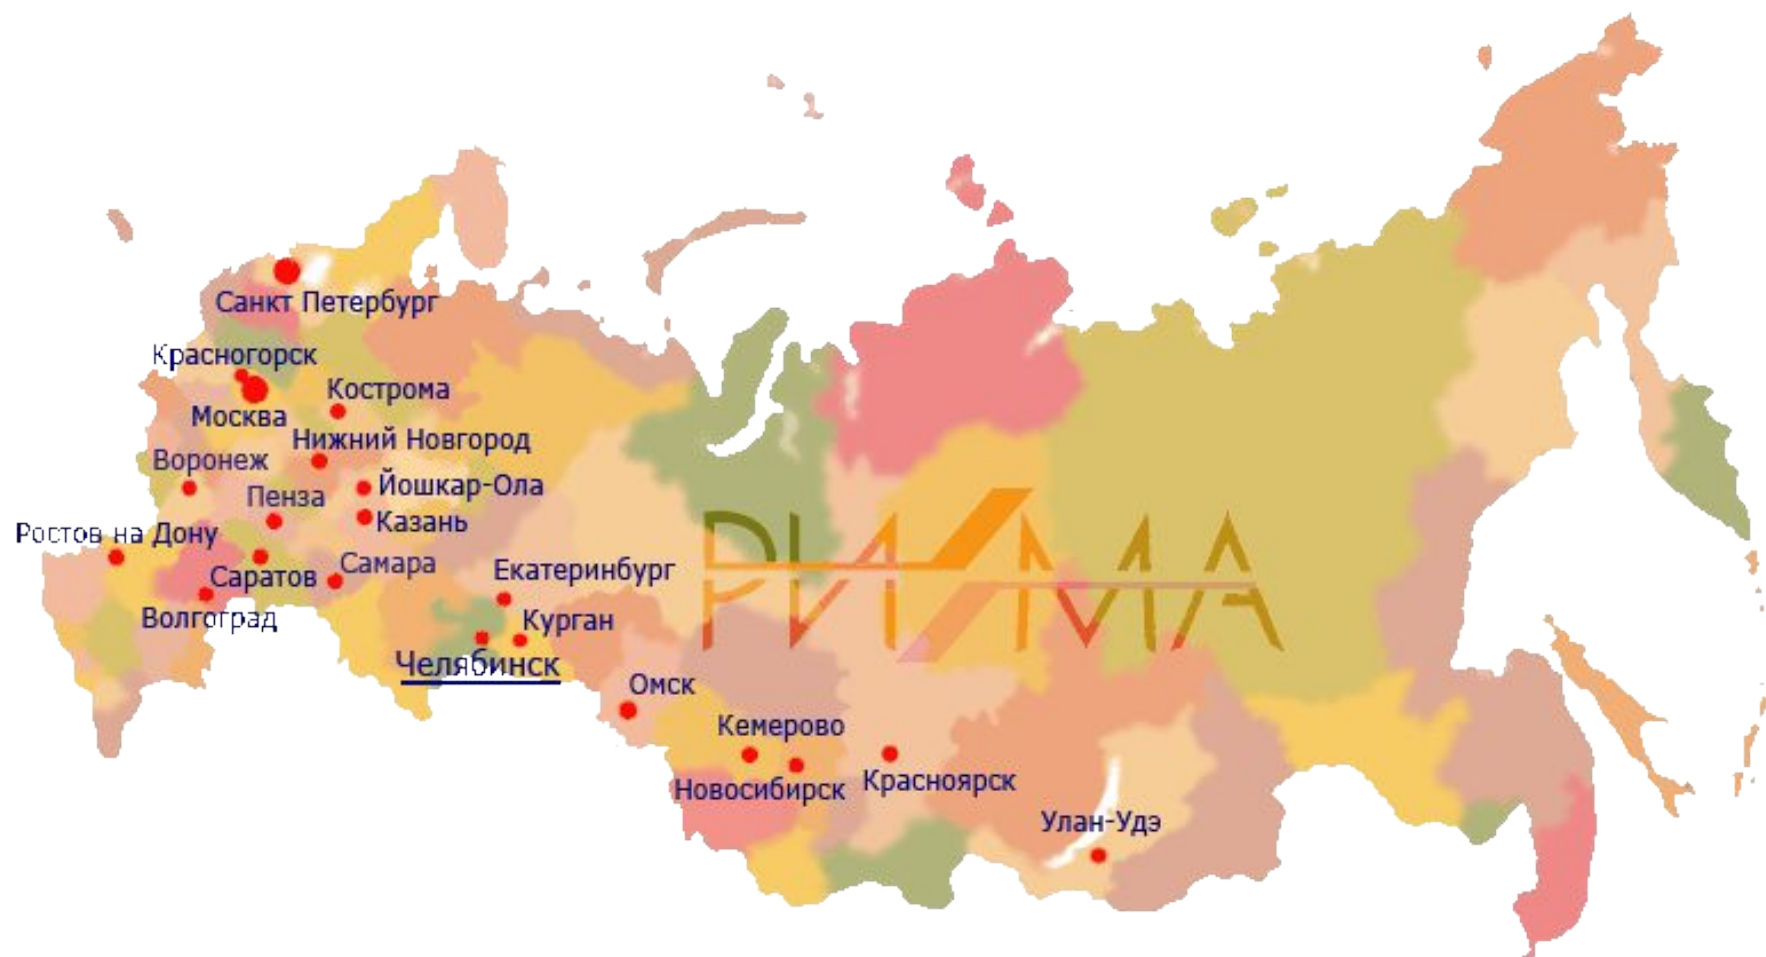 Санкт Петербург
Красногорск
Кострома
Москва
Нижний Новгород
Воронеж
Йошкар-Ола
Пенза
Казань
Ростов на Дону
Самара
Саратов
Екатеринбург
Волгоград
Курган
РИКМА
Челябинск
Омск
Кемерово
Красноярск
Новосибирск
Улан-Удэ